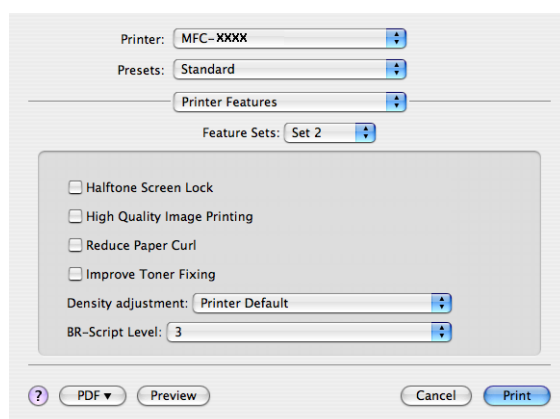 Printer: MFC-XXXX
Presets: Standard
Printer Features
Feature Sets: Set 2
Halftone Screen Lock
High Quality Image Printing
Reduce Paper Curl
Improve Toner Fixing
Density adjustment: Printer Default
BR-Script Level: 3
? PDF ▼ Preview Cancel Print